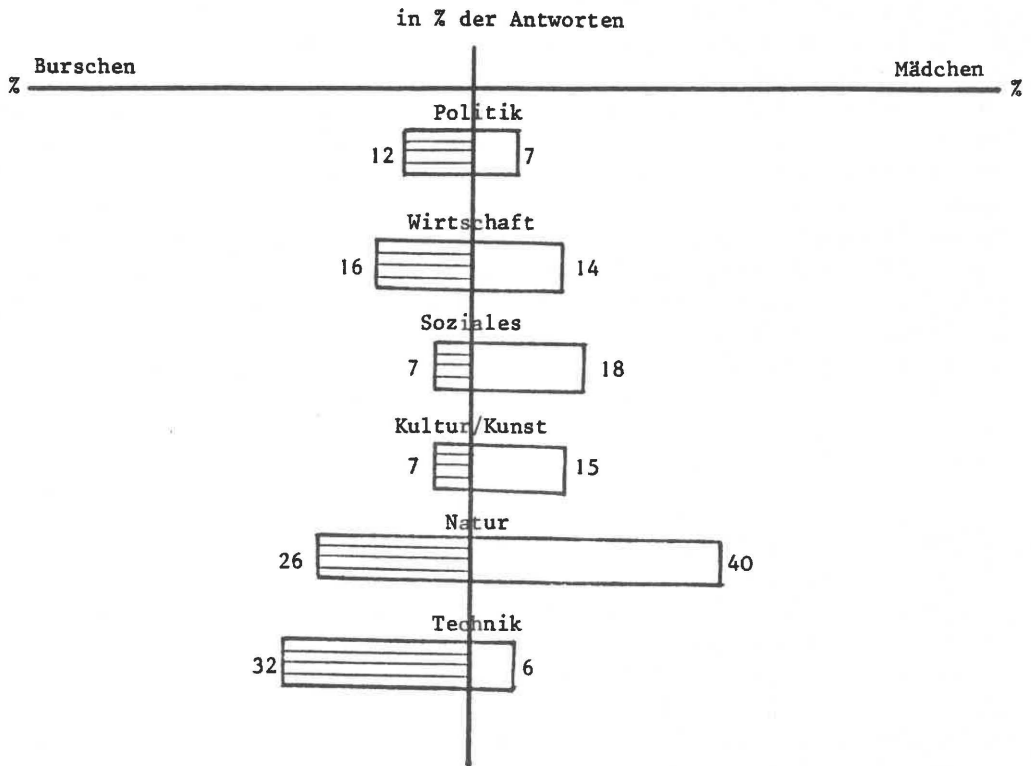 in % der Antworten
% Burschen Mädchen %
Politik
12 7
Wirtschaft
16 14
Soziales
7 18
Kultur/Kunst
7 15
Natur
26 40
Technik
32 6